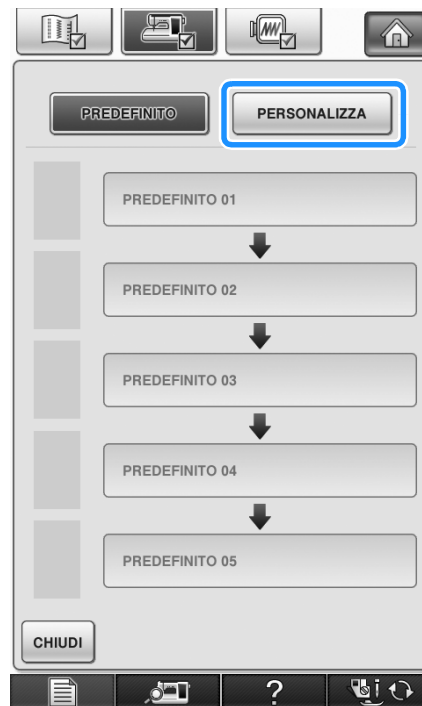 PREDEFINITO PERSONALIZZA
PREDEFINITO 01
PREDEFINITO 02
PREDEFINITO 03
PREDEFINITO 04
PREDEFINITO 05
CHIUDI
?